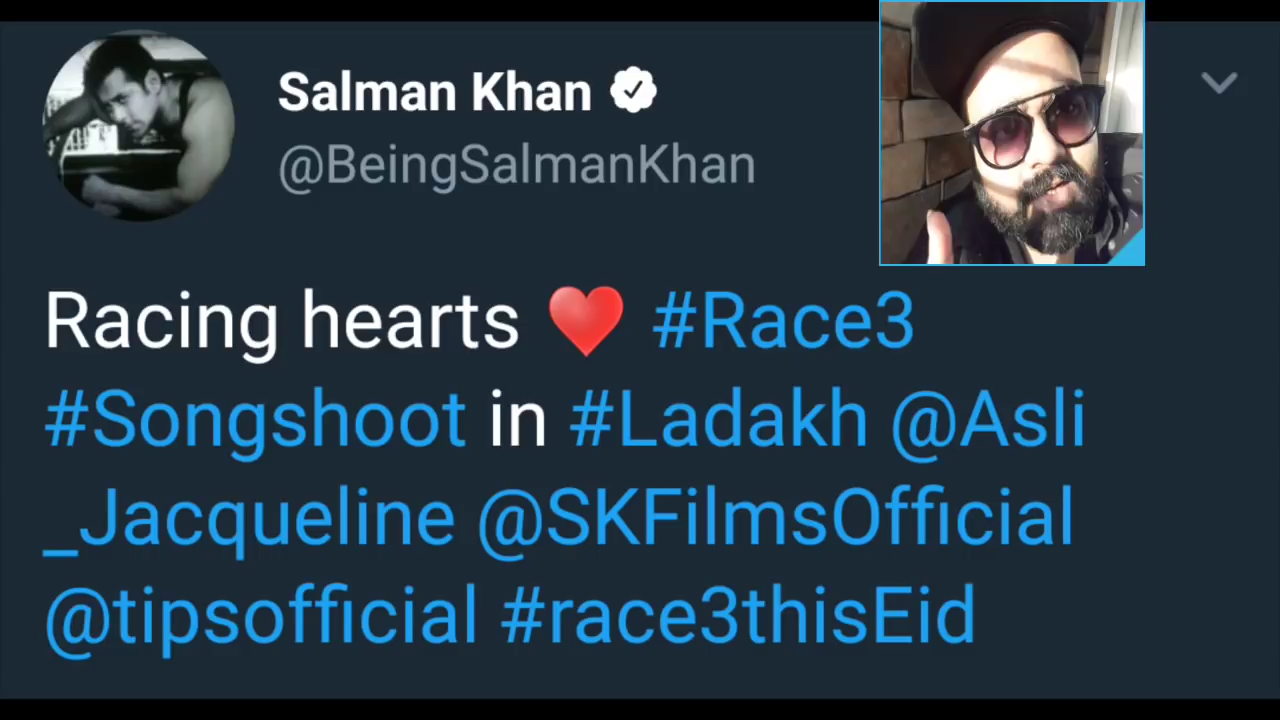 Salman Khan
@BeingSalmanKhan
Racing hearts ♥️ #Race3
#Songshoot in #Ladakh @Asli
_Jacqueline @SKFilmsOfficial
@tipsofficial #race3thisEid